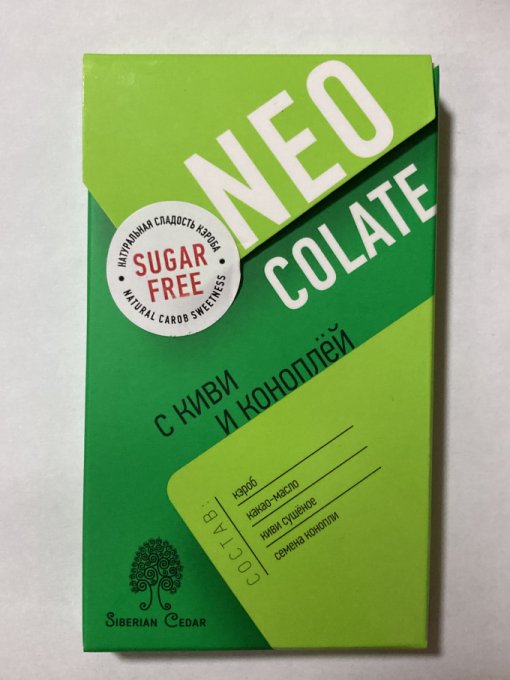 NEO
COLATE
НАТУРАЛЬНАЯ СЛАДОСТЬ КЭРОБА
SUGAR
FREE
NATURAL CAROB SWEETNESS
С КИВИ
И КОНОПЛЁЙ
СОСТАВ:
кэроб
какао-масло
киви сушёное
семена конопли
SIBERIAN CEDAR